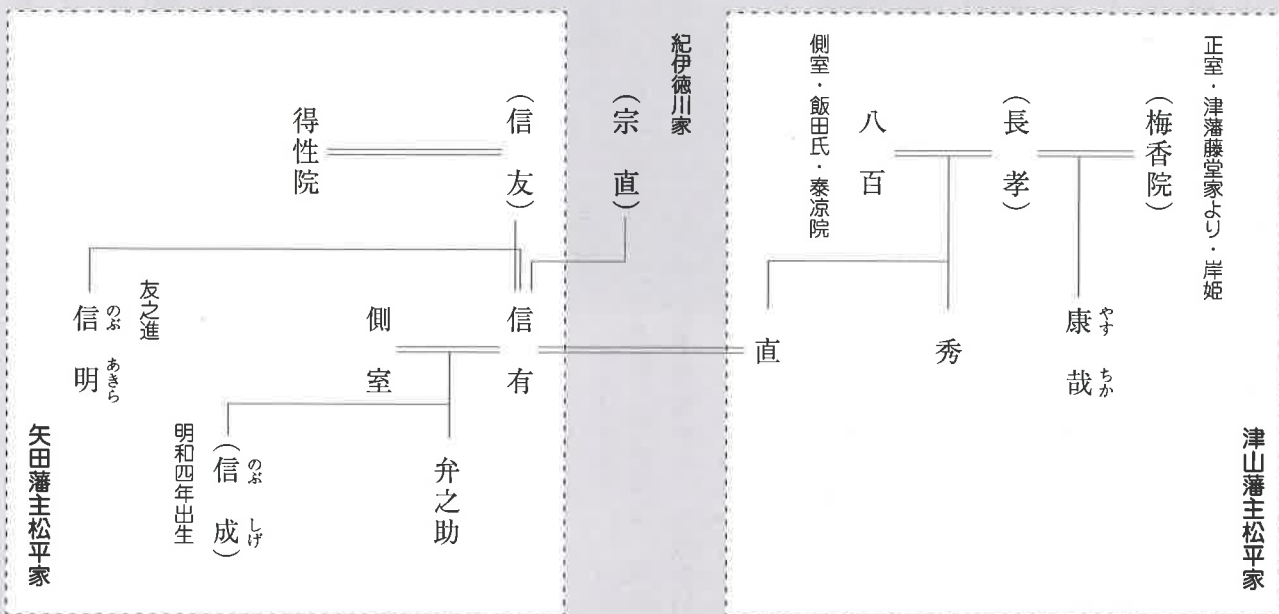 津山藩主松平家
正室・津藩藤堂家より・岸姫
(梅香院)
(長孝)
八百
側室・飯田氏・泰凉院
康哉
やす ちか
秀
直
紀伊徳川家
(宗直)
(信友)
得性院
信有
側室
友之進
信明
のぶ あきら
弁之助
(信成)
のぶ しげ
明和四年出生
矢田藩主松平家